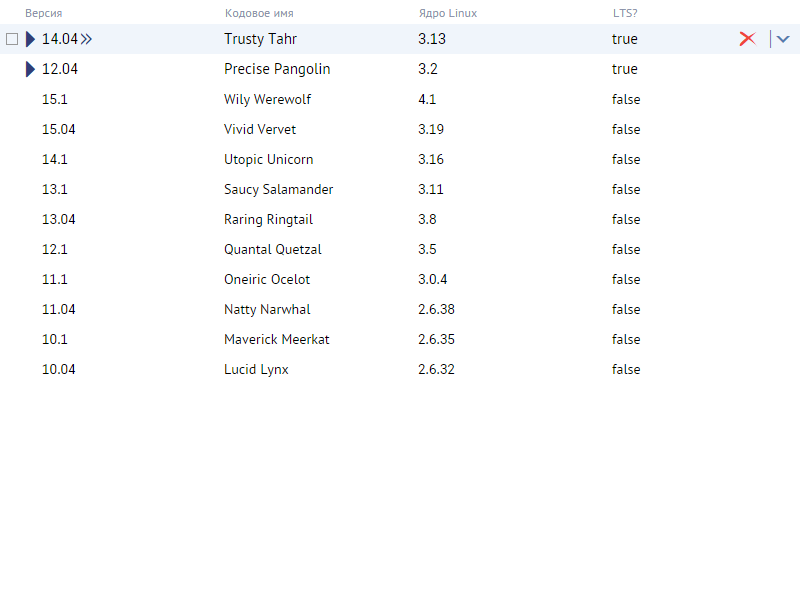 Версия Кодовое имя Ядро Linux LTS?
14.04 Trusty Tahr 3.13 true
12.04 Precise Pangolin 3.2 true
15.1 Wily Werewolf 4.1 false
15.04 Vivid Vervet 3.19 false
14.1 Utopic Unicorn 3.16 false
13.1 Saucy Salamander 3.11 false
13.04 Raring Ringtail 3.8 false
12.1 Quantal Quetzal 3.5 false
11.1 Oneiric Ocelot 3.0.4 false
11.04 Natty Narwhal 2.6.38 false
10.1 Maverick Meerkat 2.6.35 false
10.04 Lucid Lynx 2.6.32 false